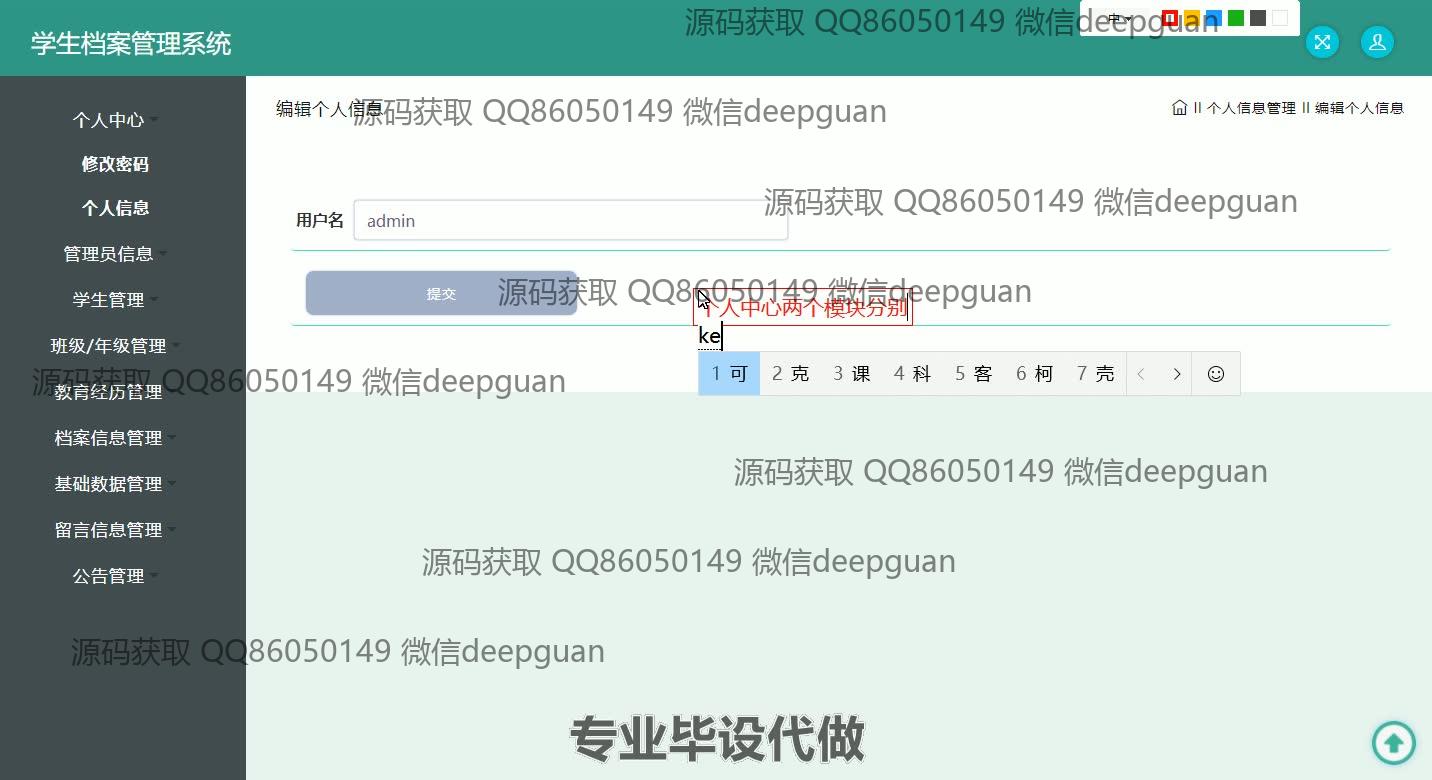 学生档案管理系统
中
源码获取 QQ86050149 微信deepguan
编辑个人信息
源码获取 QQ86050149 微信deepguan
II 个人信息管理 II 编辑个人信息
个人中心
修改密码
个人信息
管理员信息
学生管理
班级/年级管理
教育经历管理
档案信息管理
基础数据管理
留言信息管理
公告管理
源码获取 QQ86050149 微信deepguan
用户名 admin
提交
源码获取 QQ86050149 微信deepguan
个人中心两个模块分别
ke
1 可 2 克 3 课 4 科 5 客 6 柯 7 壳
源码获取 QQ86050149 微信deepguan
源码获取 QQ86050149 微信deepguan
源码获取 QQ86050149 微信deepguan
源码获取 QQ86050149 微信deepguan
专业毕设代做